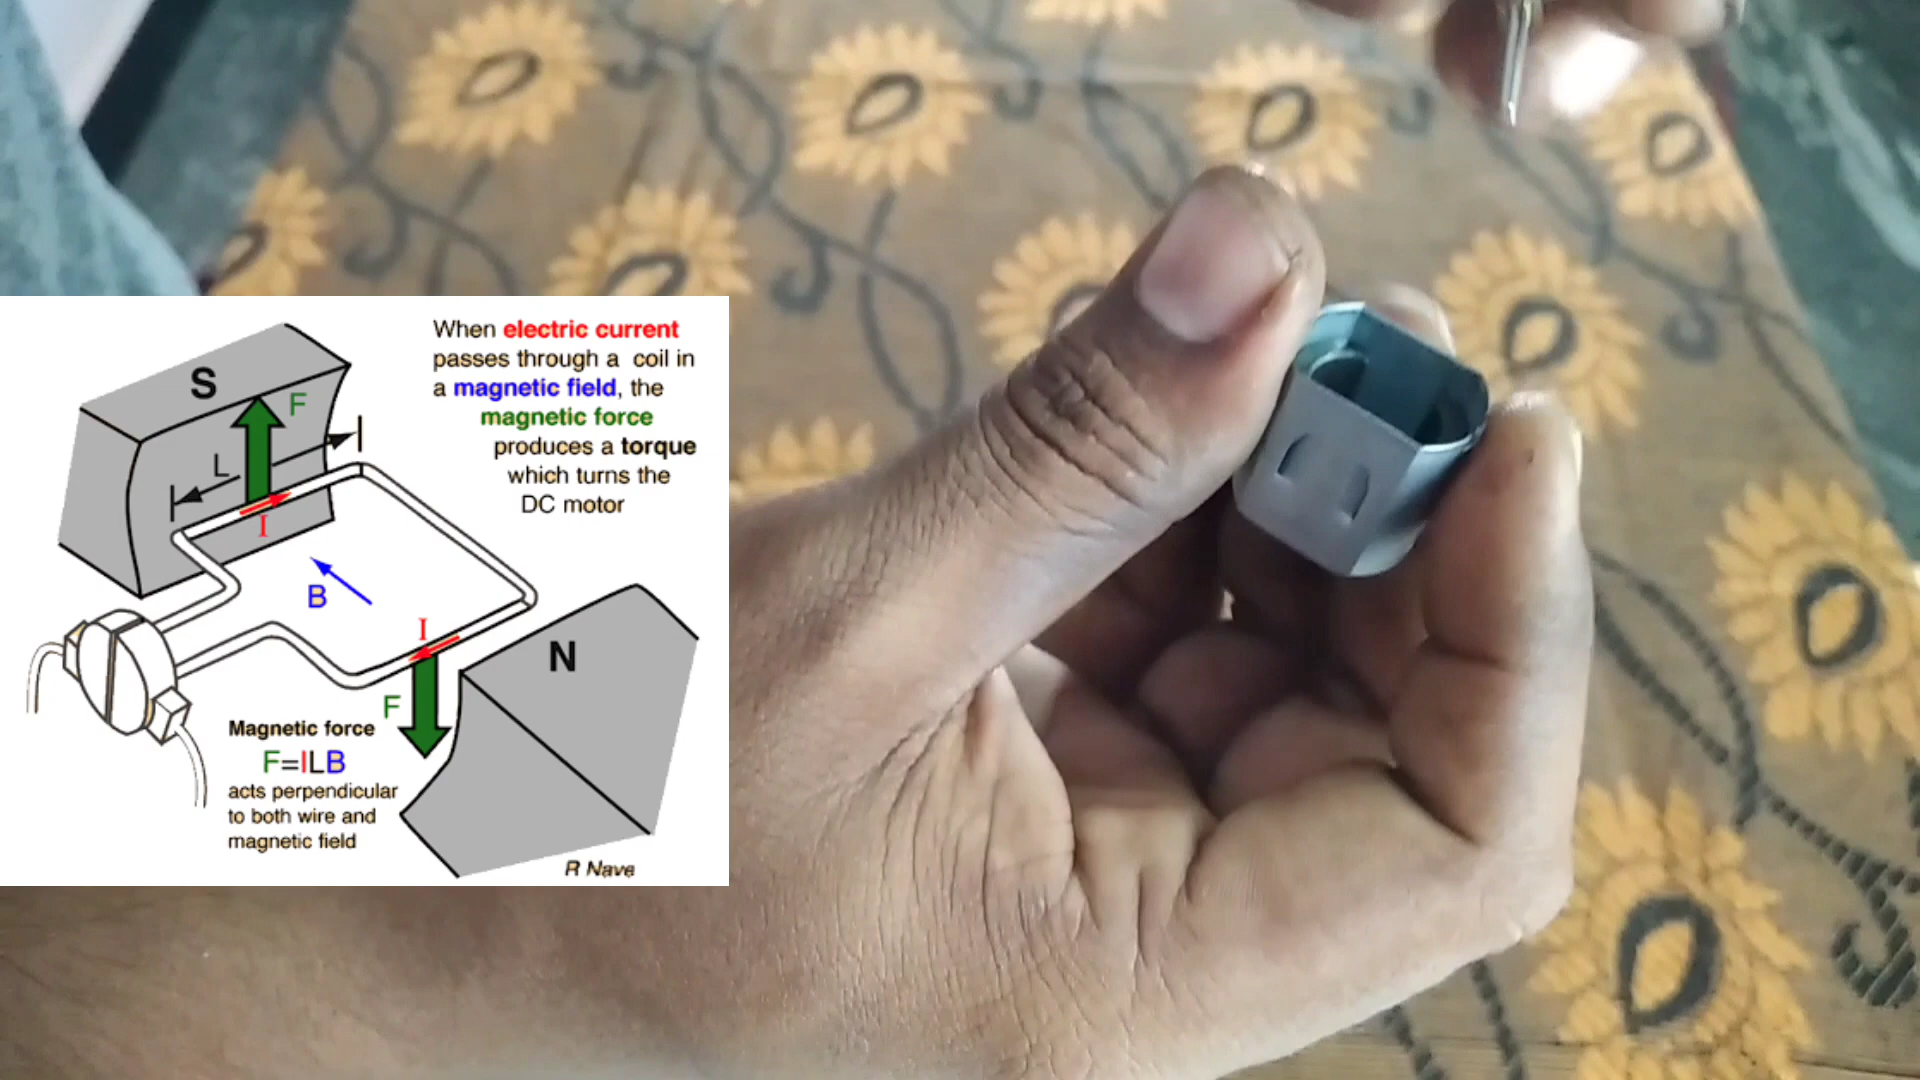 When electric current
passes through a coil in
a magnetic field, the
magnetic force
produces a torque
which turns the
DC motor
S
F
L
I
B
I
N
F
Magnetic force
F=ILB
acts perpendicular
to both wire and
magnetic field
R Nave